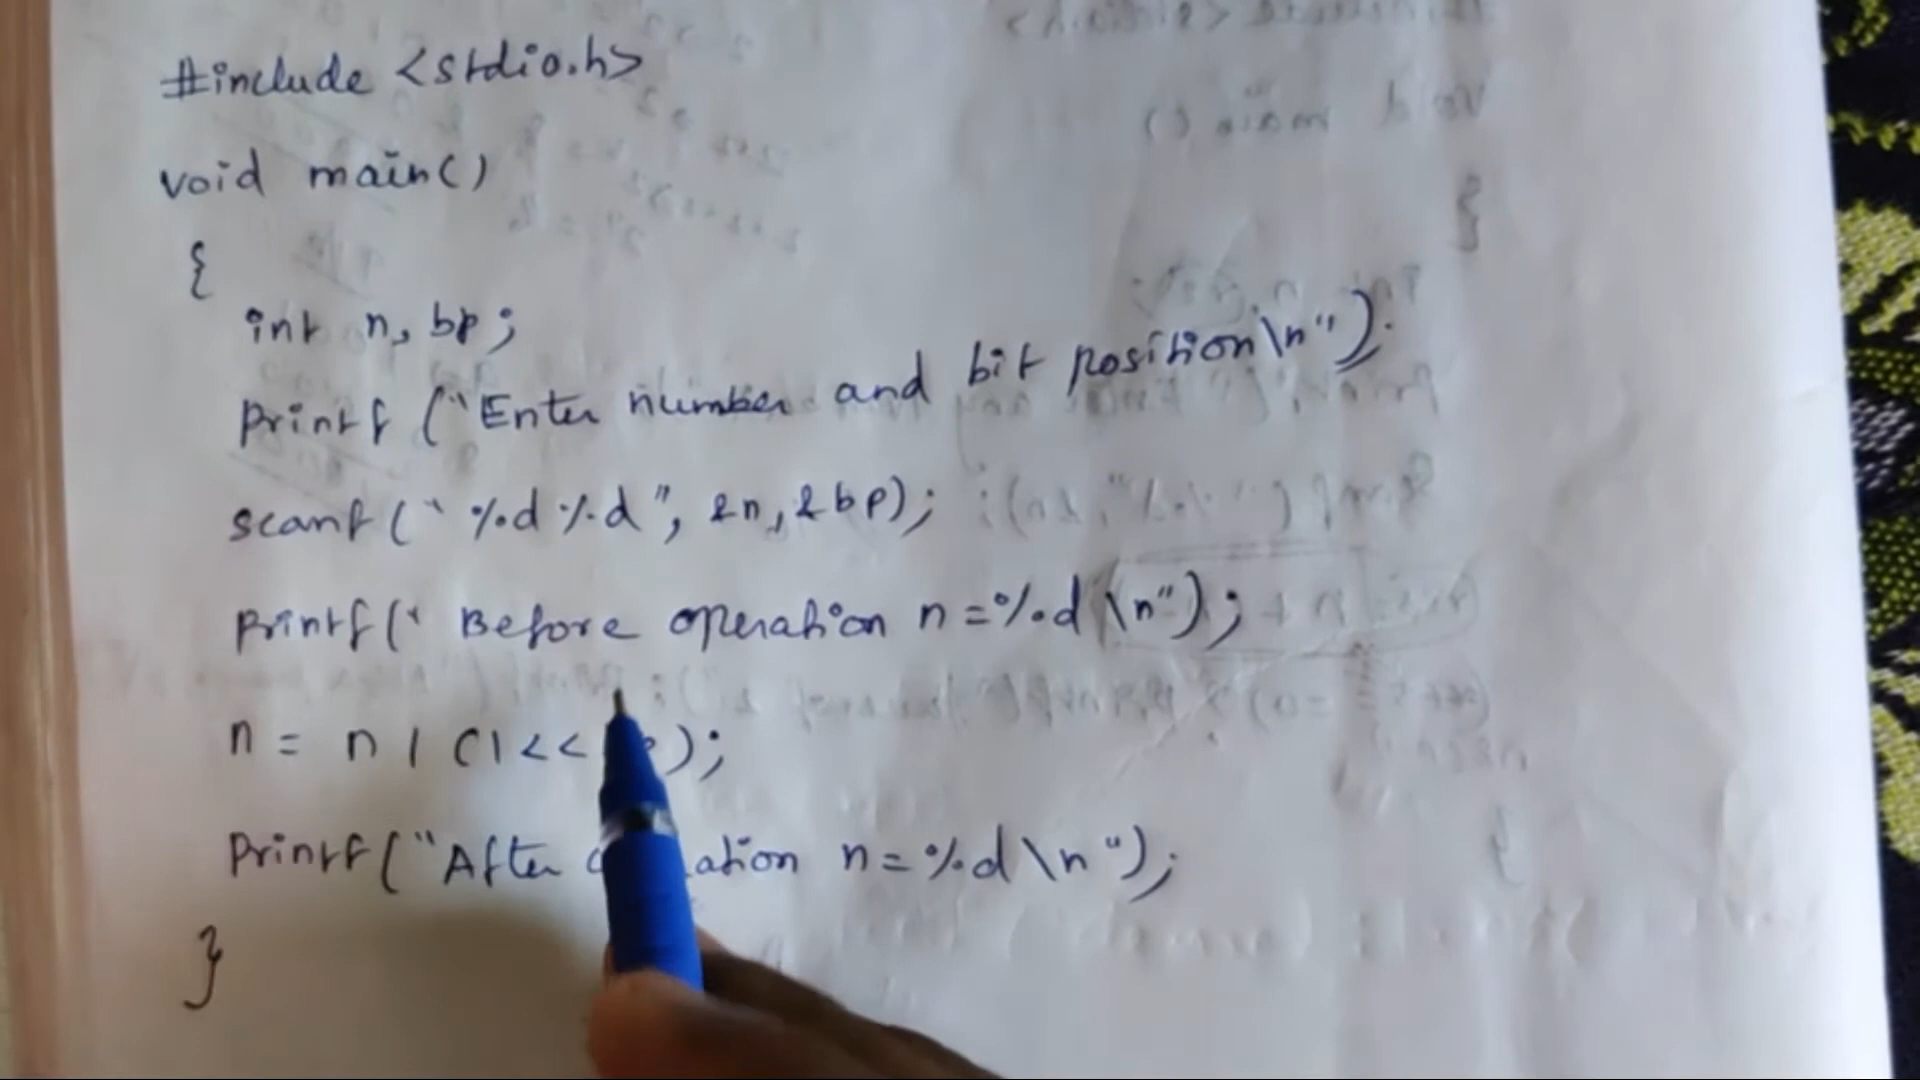 #include <stdio.h>
void main()
{
int n, bp;
printf ("Enter number and bit position\n").
scanf ("%d %d", &n, &bp);
printf(" Before operation n=%d \n");
n = n | (1<< );
printf("After n=%d \n");
}